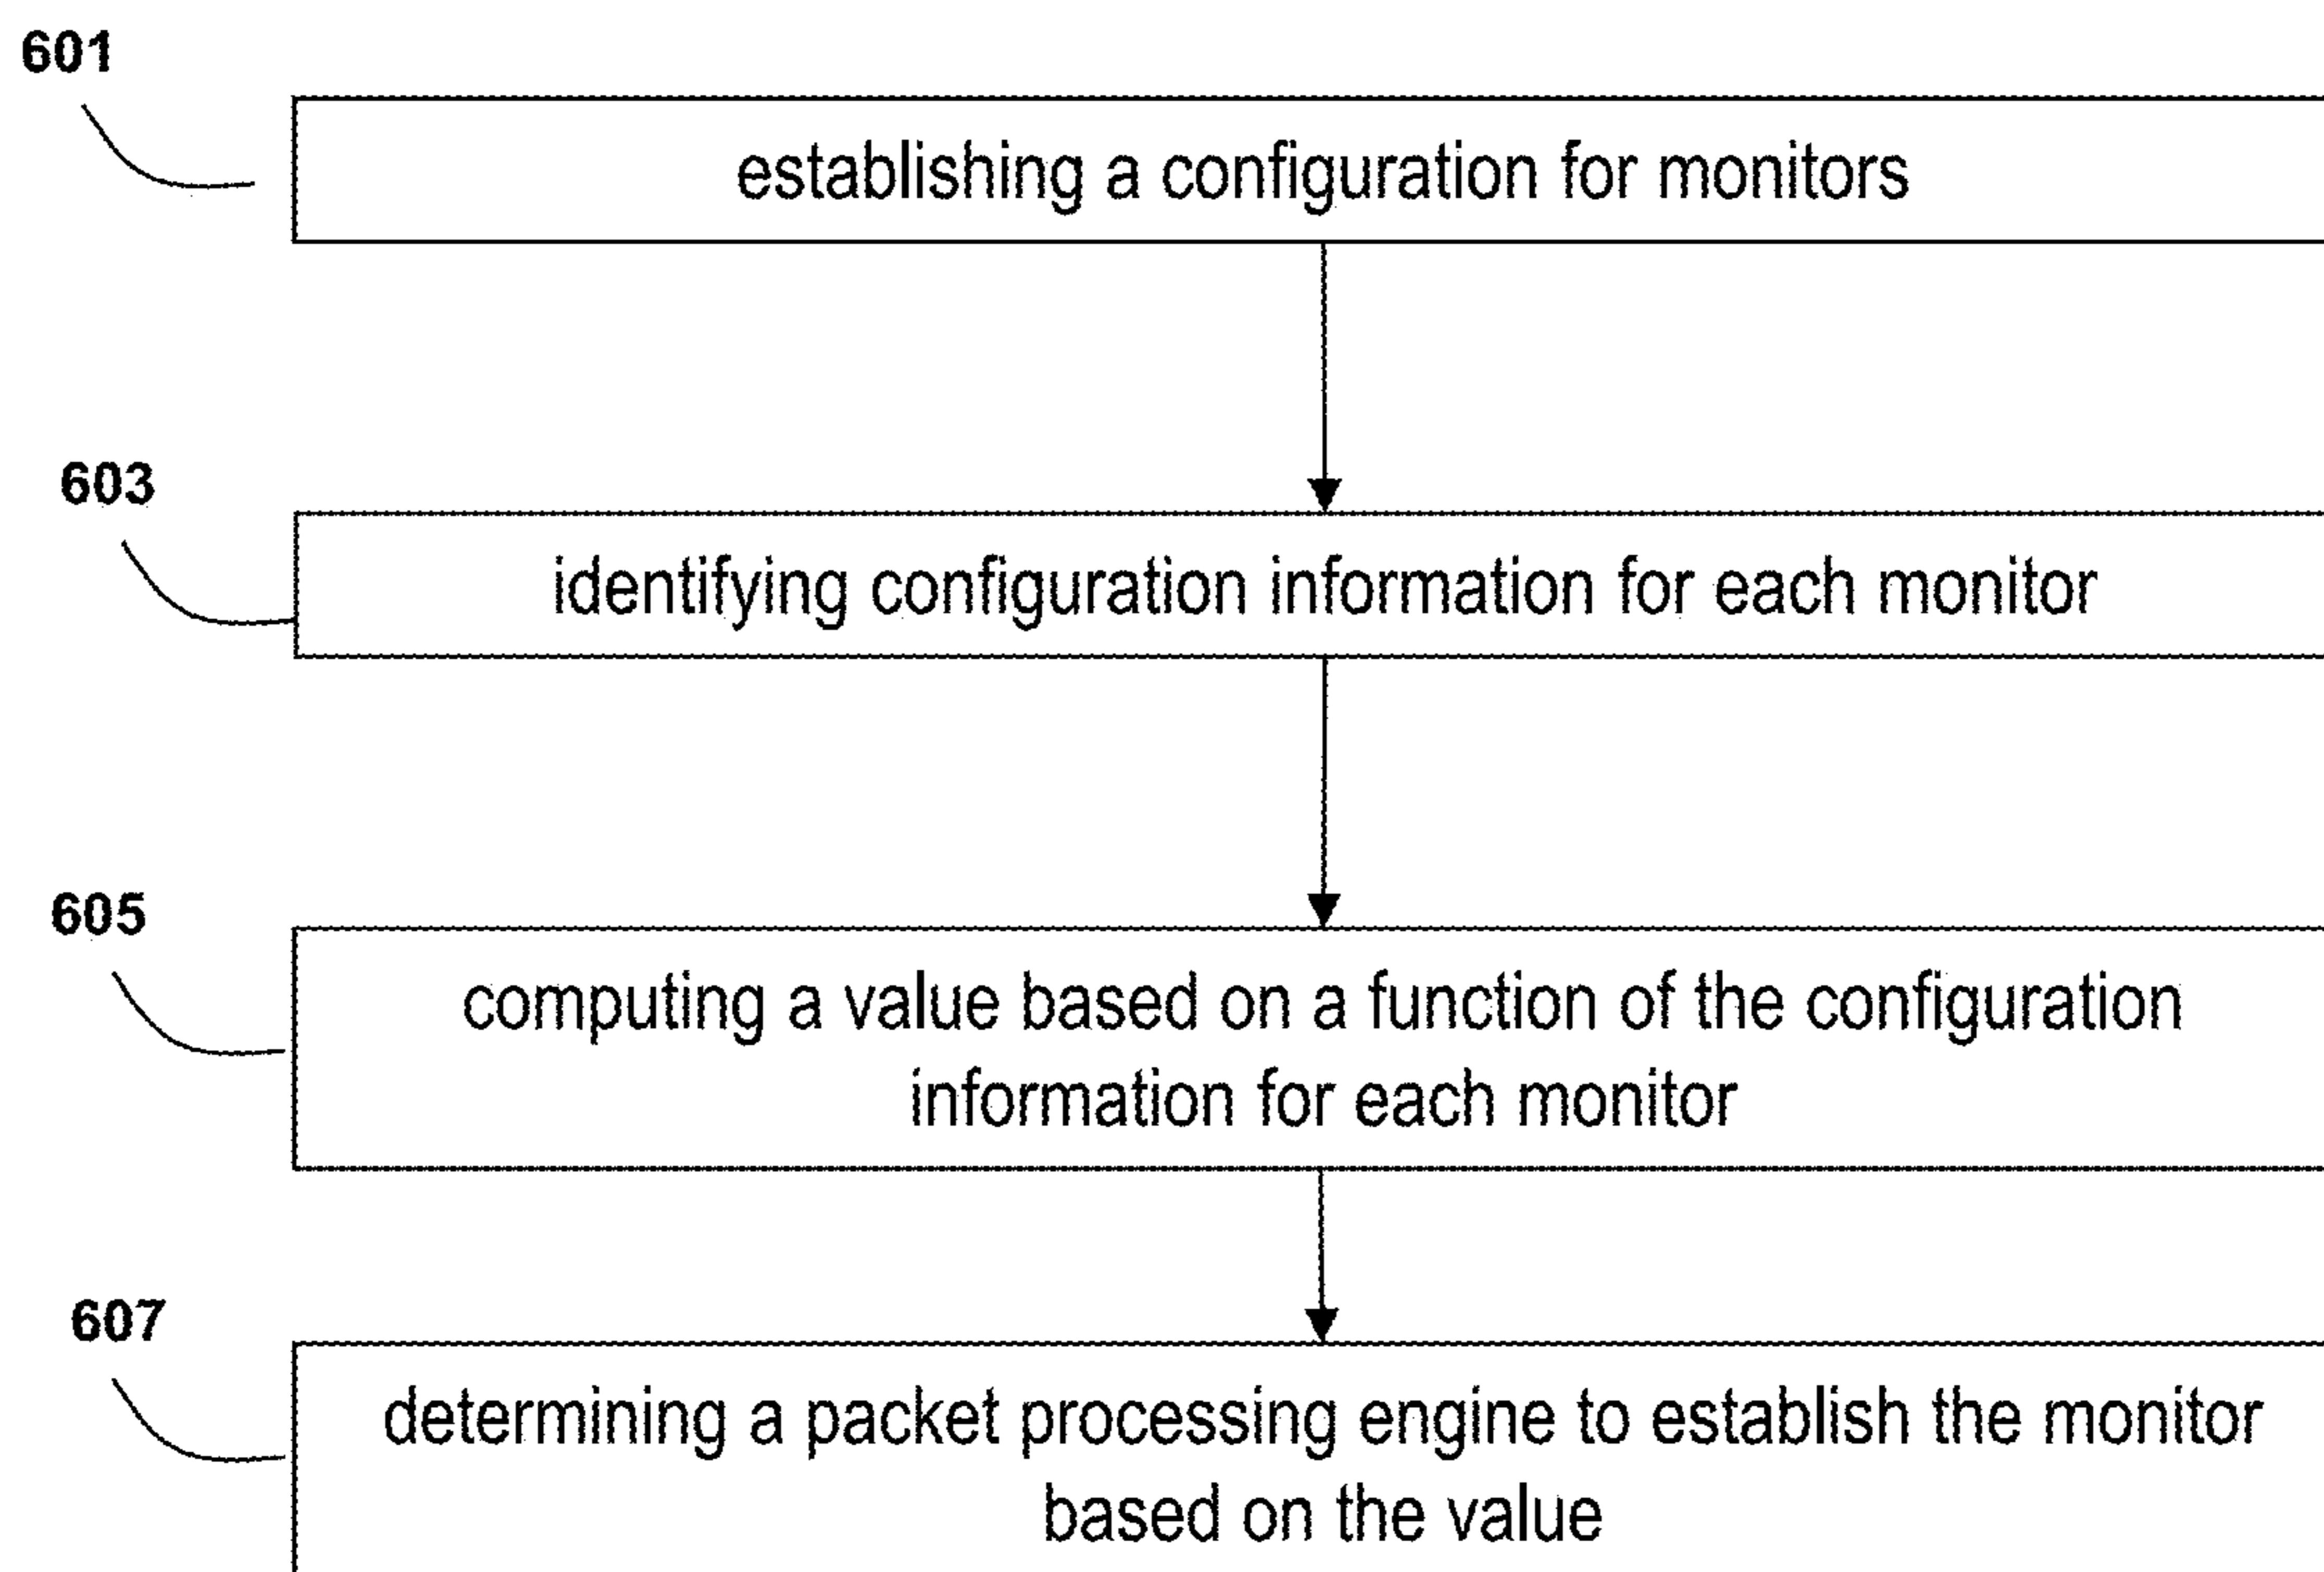 601
establishing a configuration for monitors
603
identifying configuration information for each monitor
605
computing a value based on a function of the configuration
information for each monitor
607
determining a packet processing engine to establish the monitor
based on the value